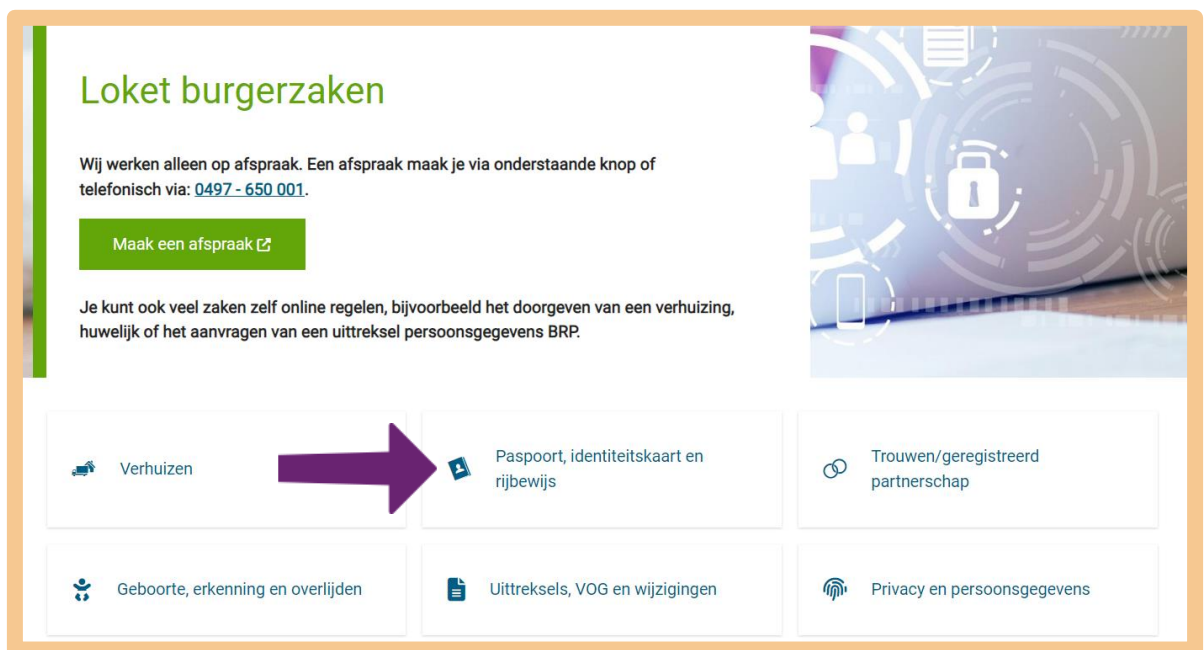 Loket burgerzaken
Wij werken alleen op afspraak. Een afspraak maak je via onderstaande knop of
telefonisch via: 0497 - 650 001.
Maak een afspraak
Je kunt ook veel zaken zelf online regelen, bijvoorbeeld het doorgeven van een verhuizing,
huwelijk of het aanvragen van een uittreksel persoonsgegevens BRP.
Verhuizen
Paspoort, identiteitskaart en
rijbewijs
Trouwen/geregistreerd
partnerschap
Geboorte, erkenning en overlijden
Uittreksels, VOG en wijzigingen
Privacy en persoonsgegevens